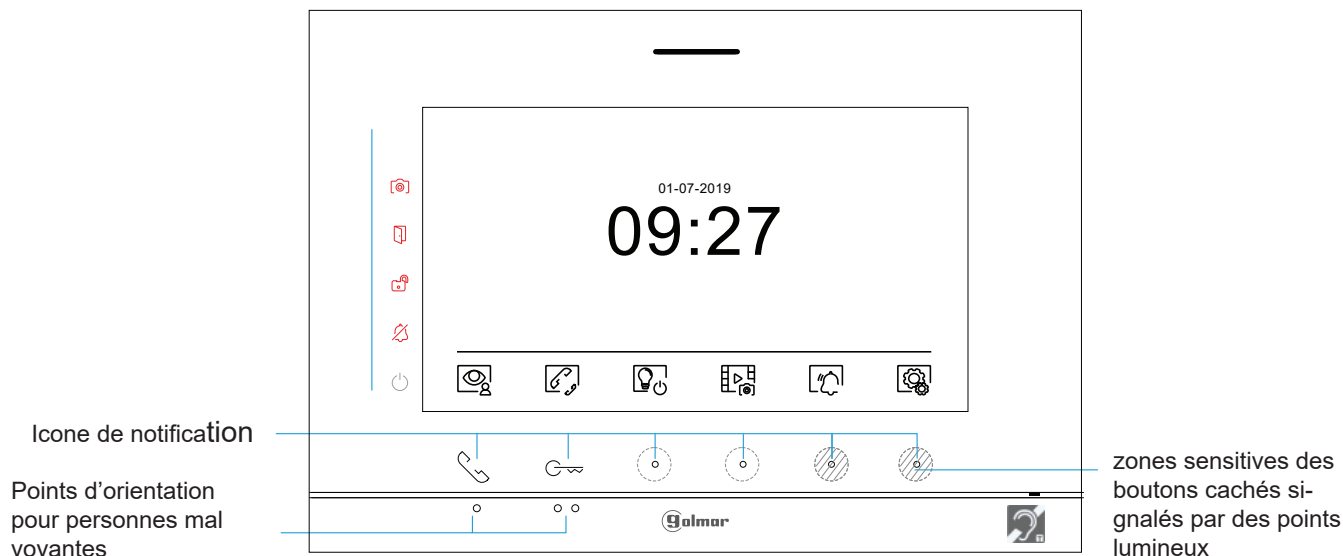 01-07-2019
09:27
Icone de notification
Points d’orientation
pour personnes mal
voyantes
golmar
T
zones sensitives des
boutons cachés si-
gnalés par des points
lumineux